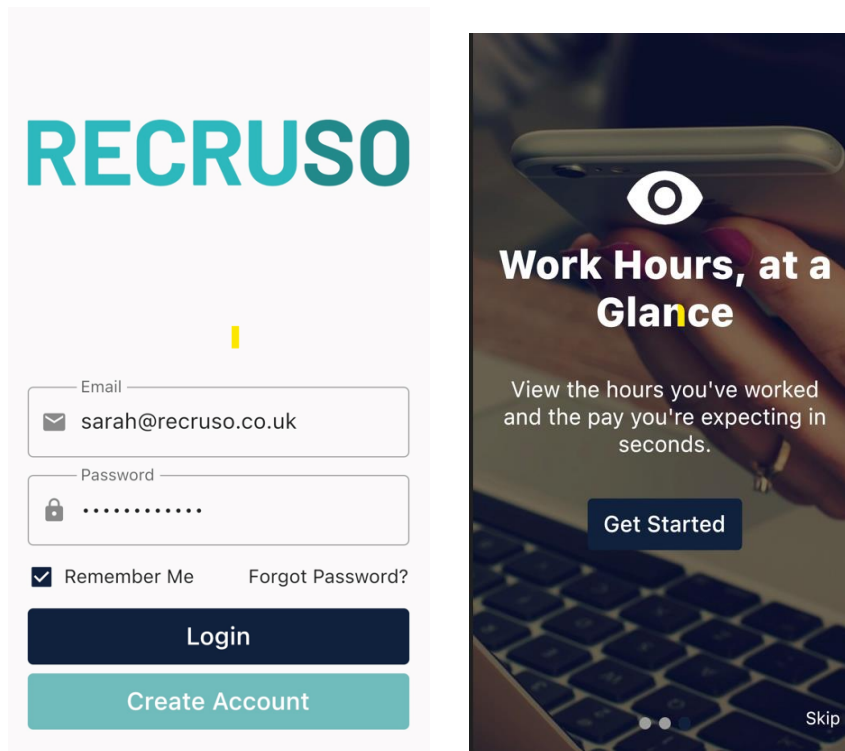 RECRUSO
Email
sarah@recruso.co.uk
Password
••••••••••••
Remember Me
Forgot Password?
Login
Create Account
Work Hours, at a
Glance
View the hours you've worked
and the pay you're expecting in
seconds.
Get Started
Skip